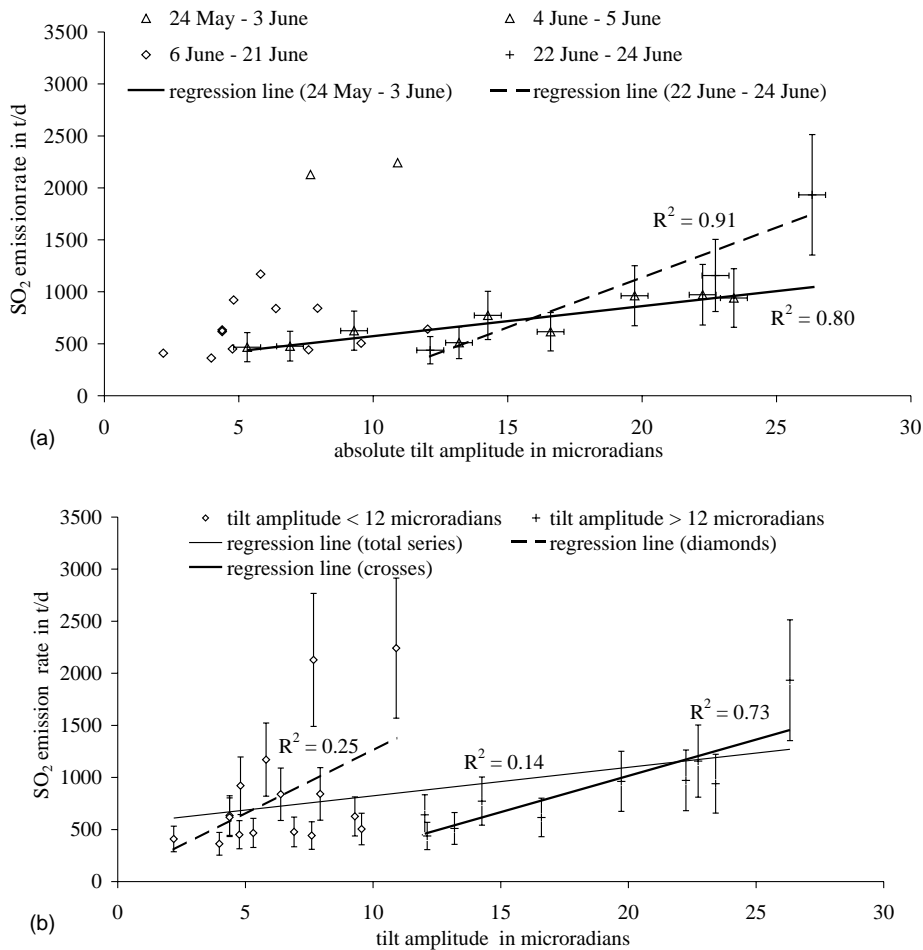 24 May - 3 June 4 June - 5 June
6 June - 21 June 22 June - 24 June
regression line (24 May - 3 June) regression line (22 June - 24 June)
SO2 emissionrate in t/d
3500
3000
2500
2000
1500
1000
500
0
R2 = 0.91
R2 = 0.80
0 5 10 15 20 25 30
absolute tilt amplitude in microradians
(a)
tilt amplitude < 12 microradians tilt amplitude > 12 microradians
regression line (total series) regression line (diamonds)
regression line (crosses)
SO2 emission rate in t/d
3500
3000
2500
2000
1500
1000
500
0
R2 = 0.25
R2 = 0.14
R2 = 0.73
0 5 10 15 20 25 30
tilt amplitude in microradians
(b)